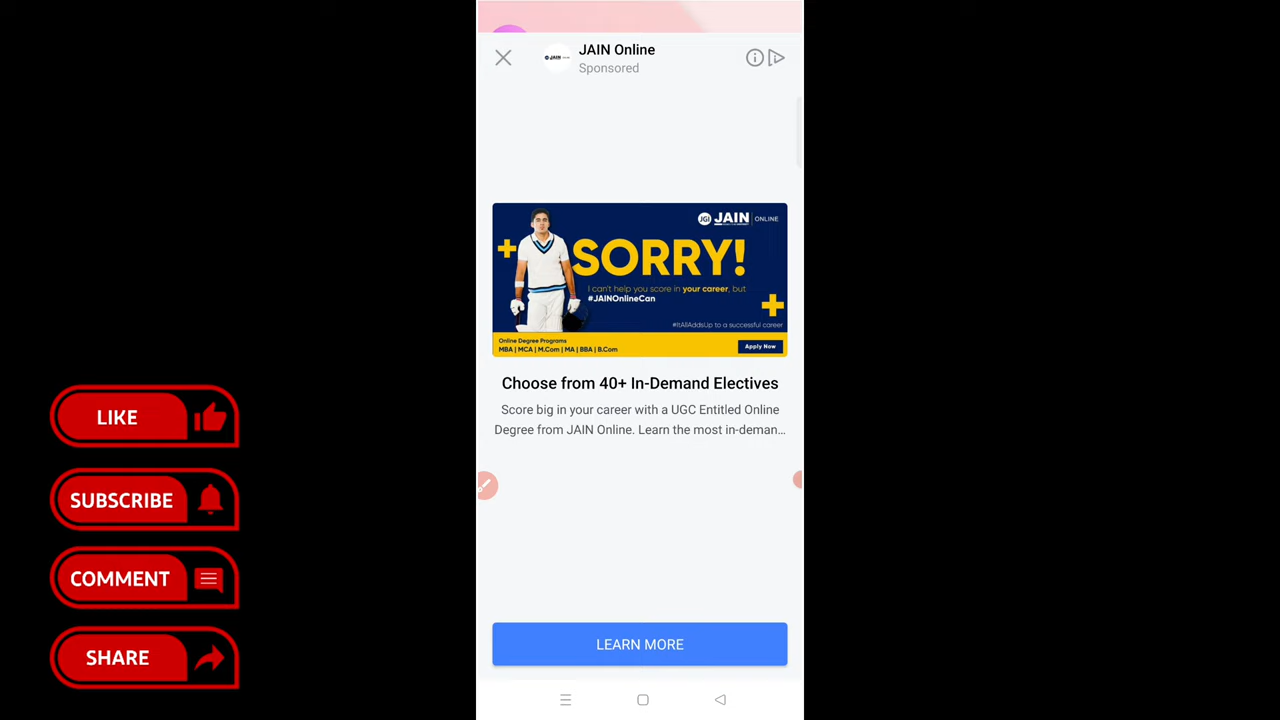 JAIN Online
Sponsored
JGI JAIN ONLINE
SORRY!
I can't help you score in your career, but
#JAINOnlineCan
#ItAllAddsUp to a successful career
Online Degree Programs
MBA | MCA | M.Com | MA | BBA | B.Com
Apply Now
Choose from 40+ In-Demand Electives
Score big in your career with a UGC Entitled Online
Degree from JAIN Online. Learn the most in-deman...
LEARN MORE
LIKE
SUBSCRIBE
COMMENT
SHARE